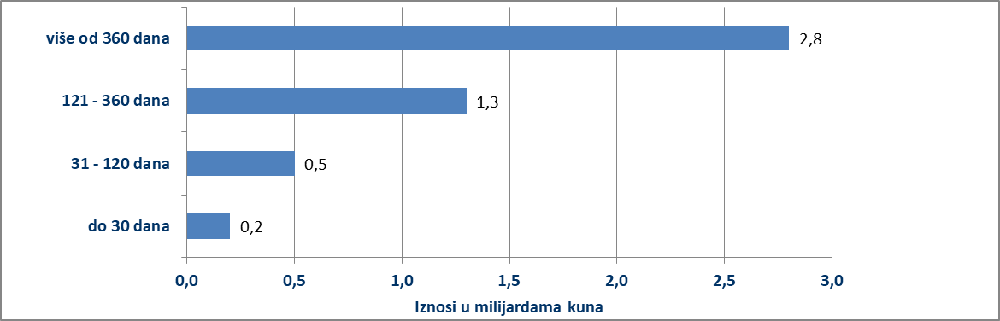 više od 360 dana
2,8
121 - 360 dana
1,3
31 - 120 dana
0,5
do 30 dana
0,2
0,0 0,5 1,0 1,5 2,0 2,5 3,0
Iznosi u milijardama kuna